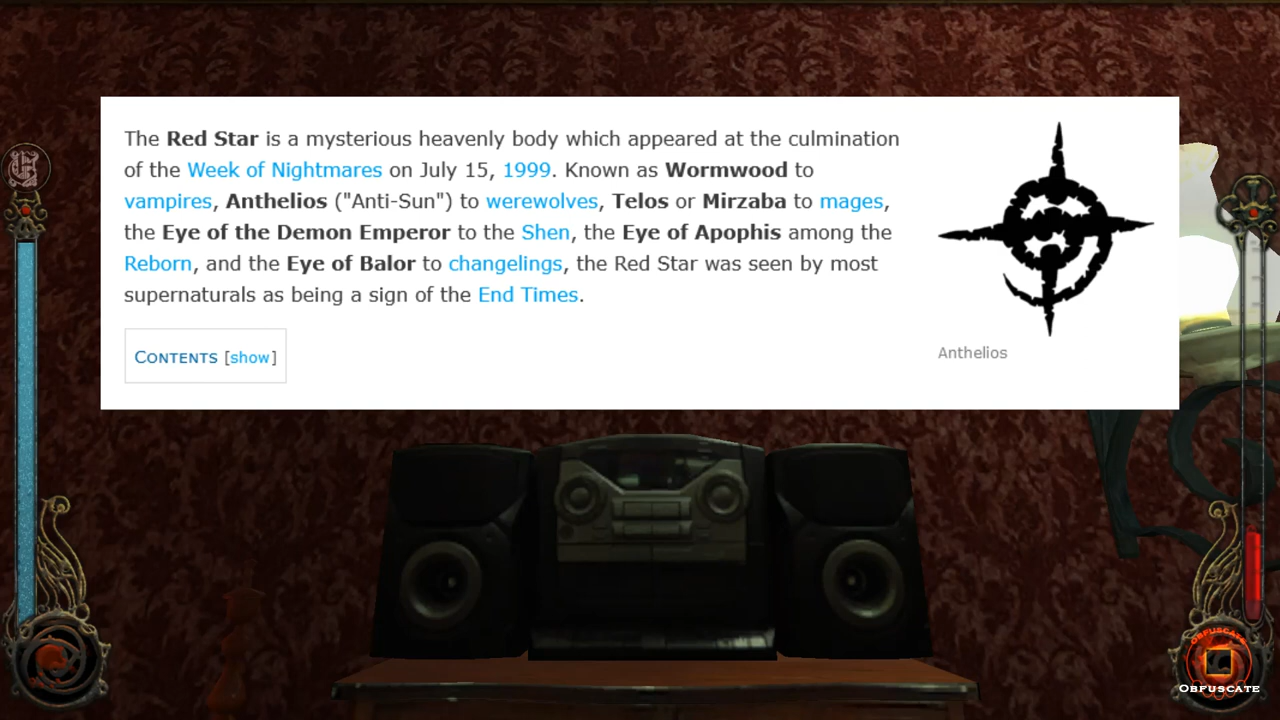 The Red Star is a mysterious heavenly body which appeared at the culmination
of the Week of Nightmares on July 15, 1999. Known as Wormwood to
vampires, Anthelios ("Anti-Sun") to werewolves, Telos or Mirzaba to mages,
the Eye of the Demon Emperor to the Shen, the Eye of Apophis among the
Reborn, and the Eye of Balor to changelings, the Red Star was seen by most
supernaturals as being a sign of the End Times.
Anthelios
CONTENTS [show]
OBFUSCATE
OBFUSCATE